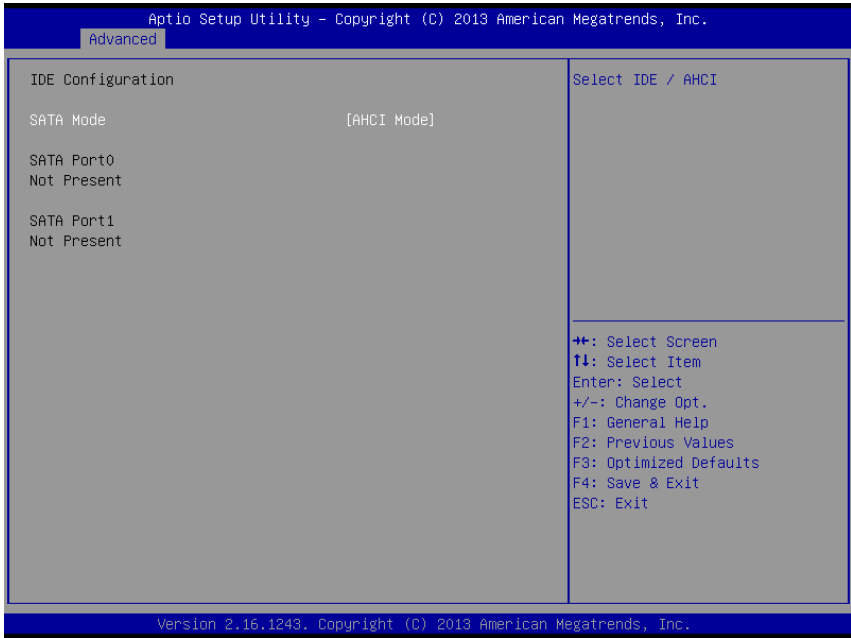 Aptio Setup Utility – Copyright (C) 2013 American Megatrends, Inc.
Advanced
IDE Configuration
SATA Mode [AHCI Mode]
SATA Port0
Not Present
SATA Port1
Not Present
Select IDE / AHCI
→←: Select Screen
↑↓: Select Item
Enter: Select
+/-: Change Opt.
F1: General Help
F2: Previous Values
F3: Optimized Defaults
F4: Save & Exit
ESC: Exit
Version 2.16.1243. Copyright (C) 2013 American Megatrends, Inc.